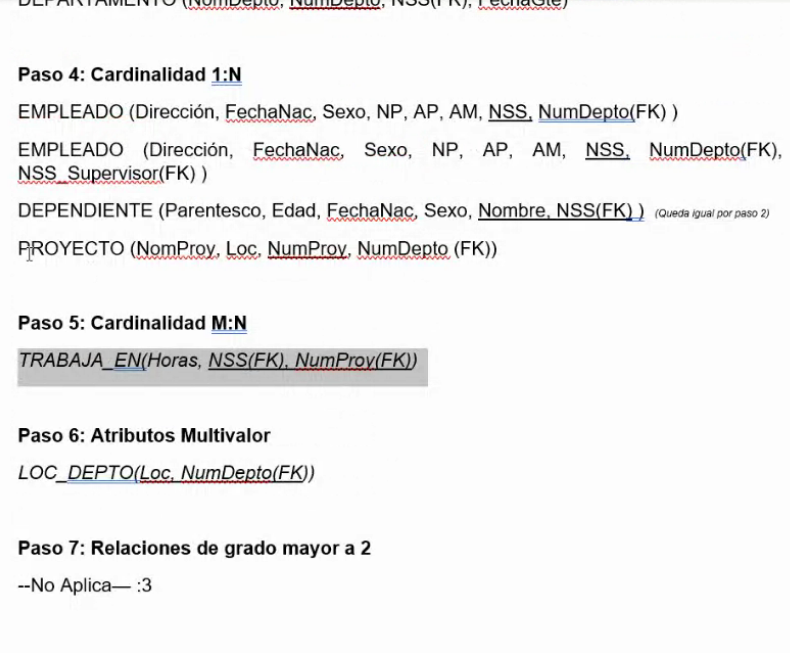 DEPARTAMENTO (NomDepto, NumDepto, NSS(FK), FechaGte)
Paso 4: Cardinalidad 1:N
EMPLEADO (Dirección, FechaNac, Sexo, NP, AP, AM, NSS, NumDepto(FK) )
EMPLEADO (Dirección, FechaNac, Sexo, NP, AP, AM, NSS, NumDepto(FK),
NSS_Supervisor(FK) )
DEPENDIENTE (Parentesco, Edad, FechaNac, Sexo, Nombre, NSS(FK) ) (Queda igual por paso 2)
PROYECTO (NomProy, Loc, NumProy, NumDepto (FK))
Paso 5: Cardinalidad M:N
TRABAJA_EN(Horas, NSS(FK), NumProy(FK))
Paso 6: Atributos Multivalor
LOC_DEPTO(Loc, NumDepto(FK))
Paso 7: Relaciones de grado mayor a 2
--No Aplica— :3